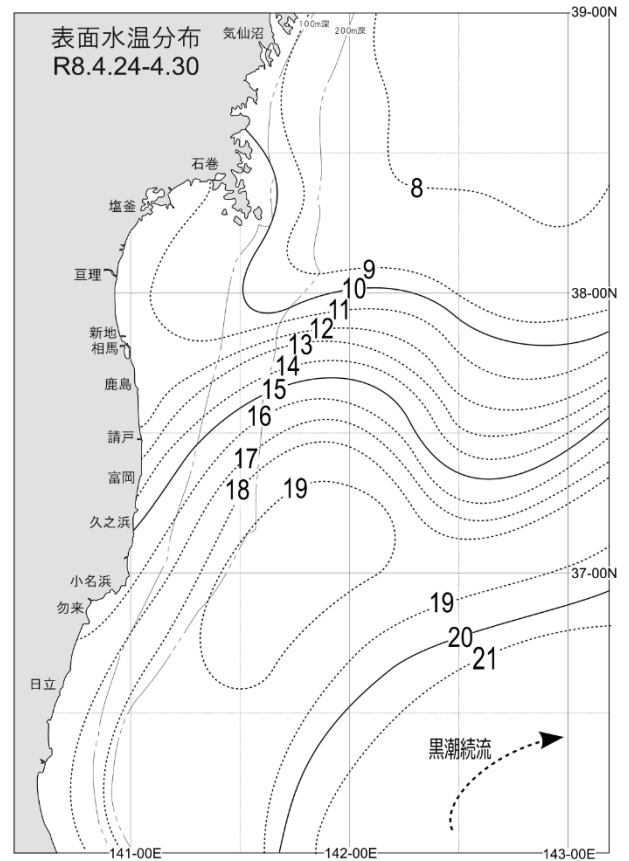 表面水温分布
R8.4.24-4.30
気仙沼
100m深
200m深
39-00N
石巻
塩釜
8
亘理
9
10
38-00N
11
新地
12
相馬
13
14
鹿島
15
16
請戸
17
富岡
18
19
久之浜
小名浜
37-00N
勿来
19
20
21
日立
黒潮続流
141-00E
142-00E
143-00E